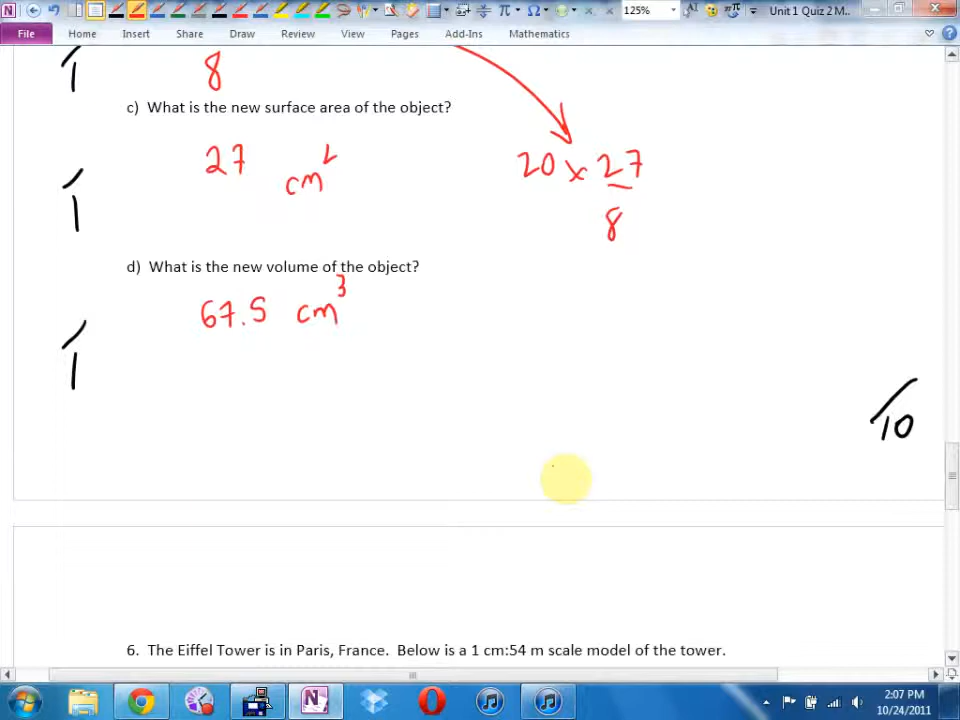 125%
Unit 1 Quiz 2 M..
File Home Insert Share Draw Review View Pages Add-Ins Mathematics
1
8
c) What is the new surface area of the object?
27 cm²
20 x 27
8
1
d) What is the new volume of the object?
67.5 cm³
1
/10
6. The Eiffel Tower is in Paris, France. Below is a 1 cm:54 m scale model of the tower.
2:07 PM
10/24/2011